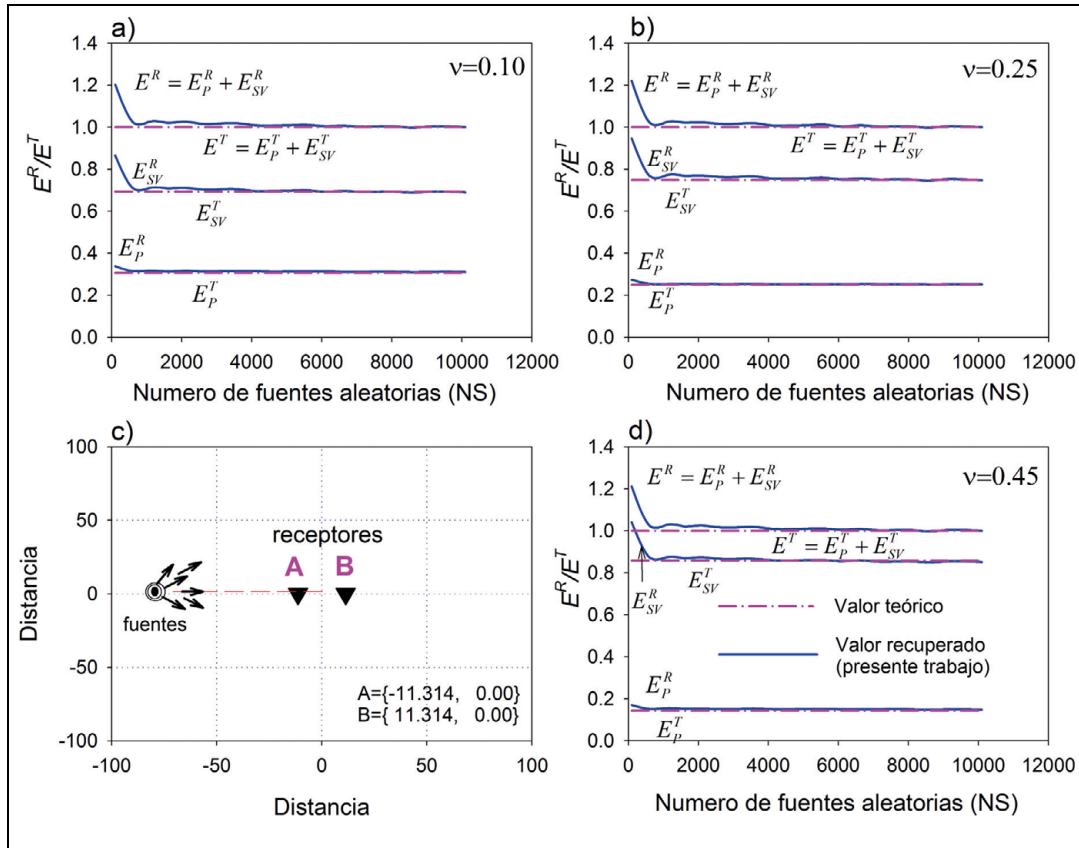 a)
ν=0.10
E^R = E_P^R + E_SV^R
E^T = E_P^T + E_SV^T
E_SV^R
E_SV^T
E_P^R
E_P^T
E^R/E^T
1.4
1.2
1.0
0.8
0.6
0.4
0.2
0.0
0 2000 4000 6000 8000 10000 12000
Numero de fuentes aleatorias (NS)
b)
ν=0.25
E^R = E_P^R + E_SV^R
E^T = E_P^T + E_SV^T
E_SV^R
E_SV^T
E_P^R
E_P^T
E^R/E^T
1.4
1.2
1.0
0.8
0.6
0.4
0.2
0.0
0 2000 4000 6000 8000 10000 12000
Numero de fuentes aleatorias (NS)
c)
100
50
0
-50
-100
Distancia
receptores
A B
fuentes
A={-11.314, 0.00}
B={ 11.314, 0.00}
-100 -50 0 50 100
Distancia
d)
ν=0.45
E^R = E_P^R + E_SV^R
E^T = E_P^T + E_SV^T
E_SV^T
E_SV^R
Valor teórico
Valor recuperado
(presente trabajo)
E_P^R
E_P^T
E^R/E^T
1.4
1.2
1.0
0.8
0.6
0.4
0.2
0.0
0 2000 4000 6000 8000 10000 12000
Numero de fuentes aleatorias (NS)